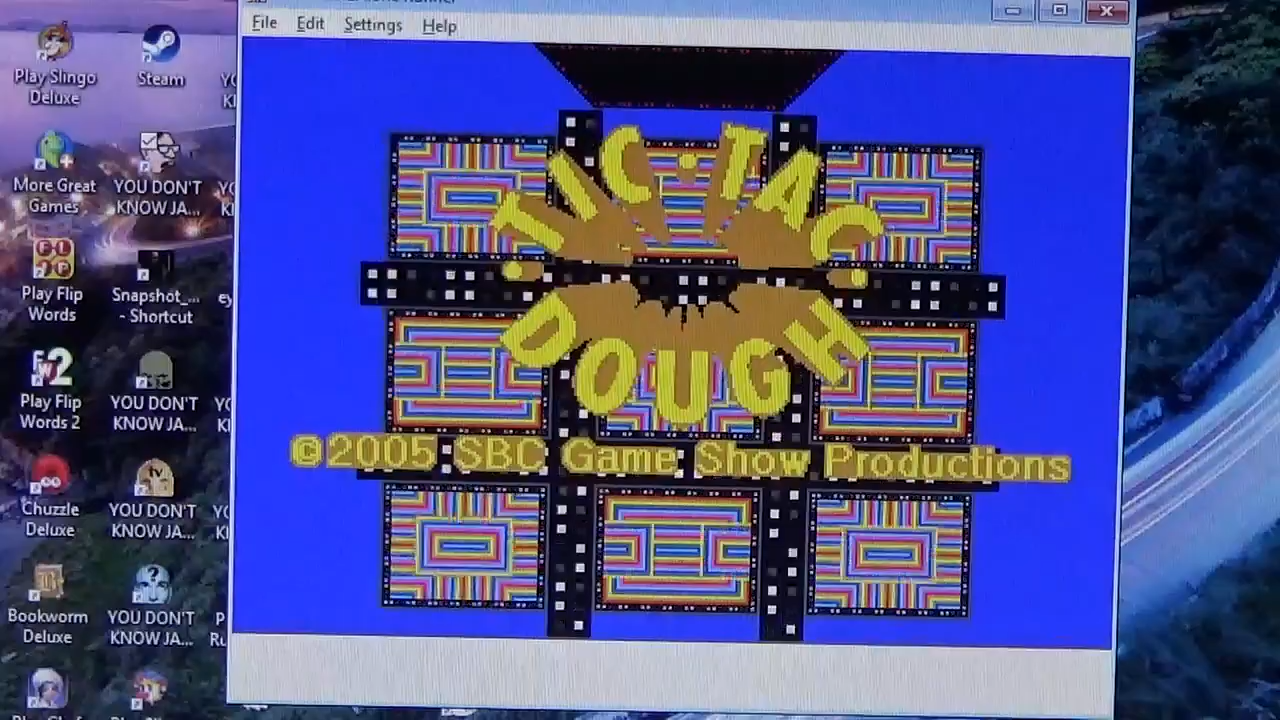 File Edit Settings Help
Play Slingo
Deluxe
Steam
More Great
Games
YOU DON'T
KNOW JA...
Play Flip
Words
Snapshot_...
- Shortcut
Play Flip
Words 2
YOU DON'T
KNOW JA...
Chuzzle
Deluxe
YOU DON'T
KNOW JA...
Bookworm
Deluxe
YOU DON'T
KNOW JA...
TIC·TAC
DOUGH
©2005 SBC Game Show Productions